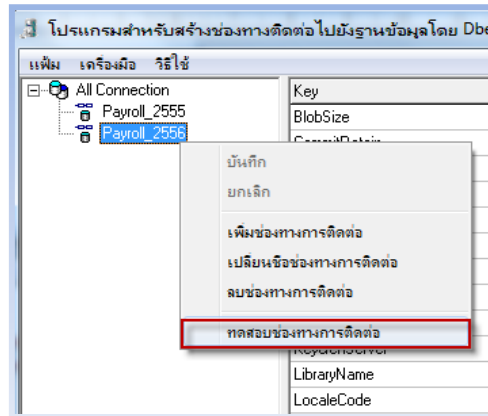 โปรแกรมสำหรับสร้างช่องทางติดต่อไปยังฐานข้อมูลโดย Dbe
แฟ้ม เครื่องมือ วิธีใช้
All Connection
Payroll_2555
Payroll_2556
Key
BlobSize
CommitRetain
บันทึก
ยกเลิก
เพิ่มช่องทางการติดต่อ
เปลี่ยนชื่อช่องทางการติดต่อ
ลบช่องทางการติดต่อ
ทดสอบช่องทางการติดต่อ
LibraryName
LocaleCode